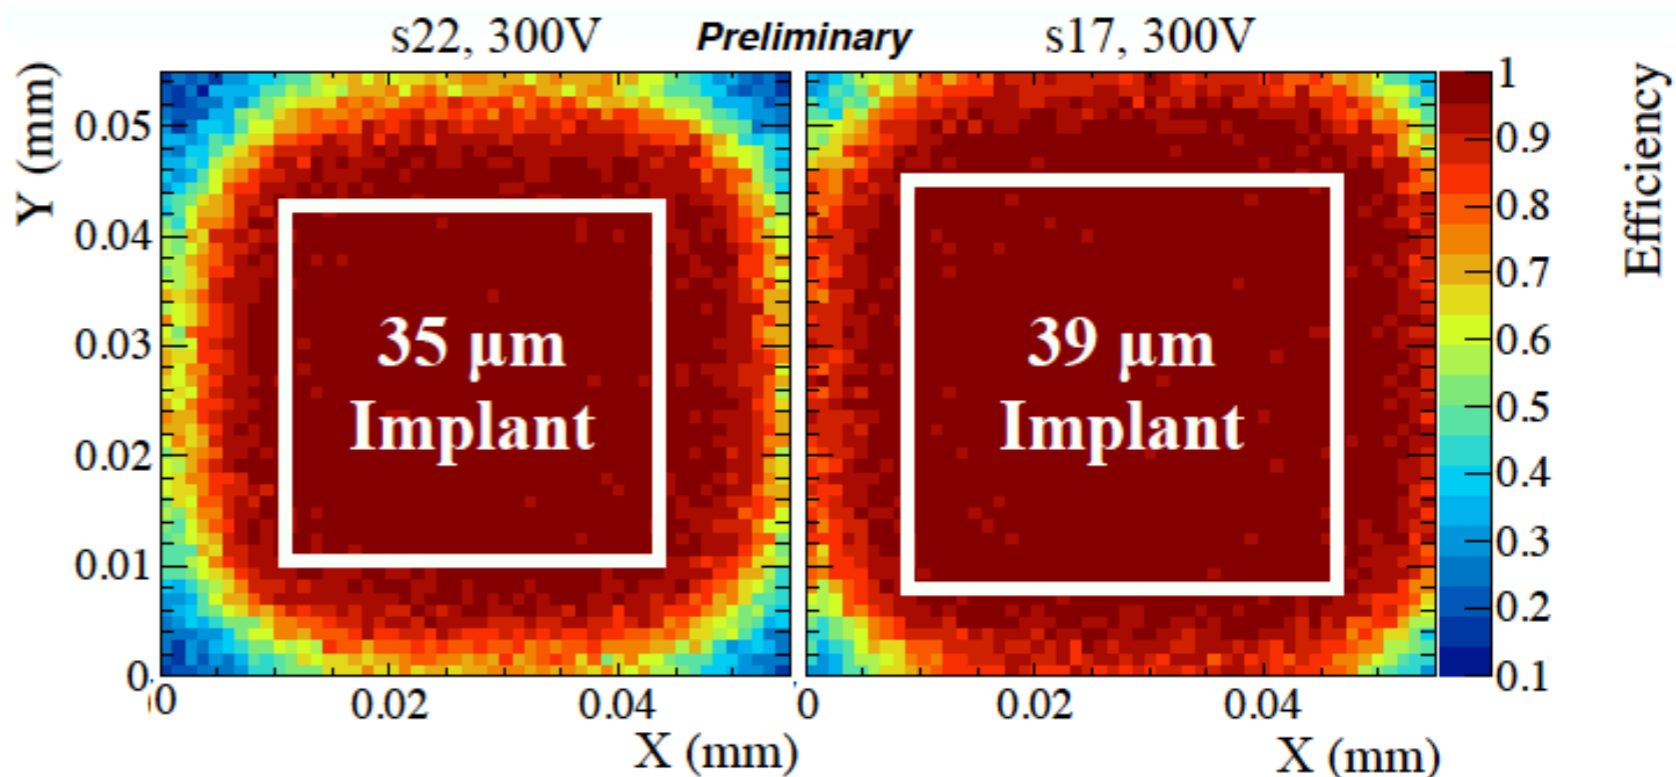 s22, 300V
Preliminary
s17, 300V
Y (mm)
0.05
0.04
0.03
0.02
0.01
0
35 μm
Implant
39 μm
Implant
1
0.9
0.8
0.7
0.6
0.5
0.4
0.3
0.2
0.1
Efficiency
0
0.02
0.04
X (mm)
0
0.02
0.04
X (mm)